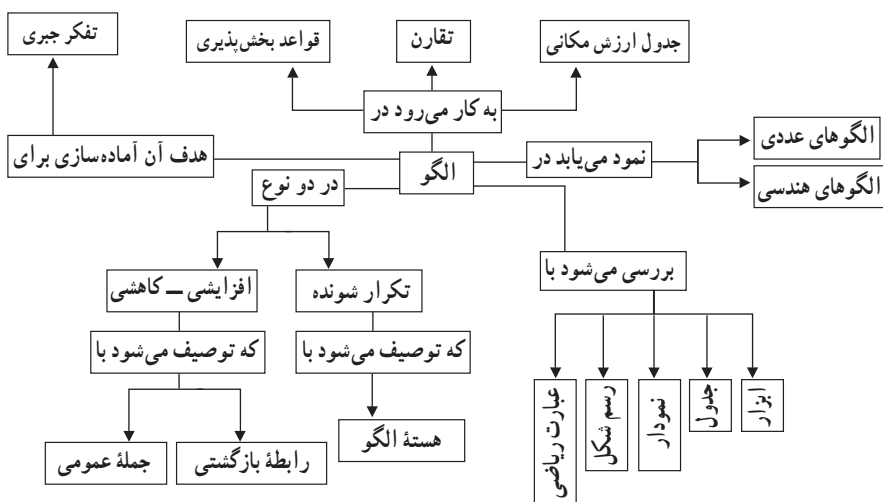 تفکر جبری
قواعد بخش‌پذیری
تقارن
جدول ارزش مکانی
به کار می‌رود در
هدف آن آماده‌سازی برای
الگو
نمود می‌یابد در
الگوهای عددی
الگوهای هندسی
در دو نوع
بررسی می‌شود با
افزایشی ــ کاهشی
تکرار شونده
که توصیف می‌شود با
که توصیف می‌شود با
جملهٔ عمومی
رابطهٔ بازگشتی
هستهٔ الگو
عبارت ریاضی
رسم شکل
نمودار
جدول
ابزار